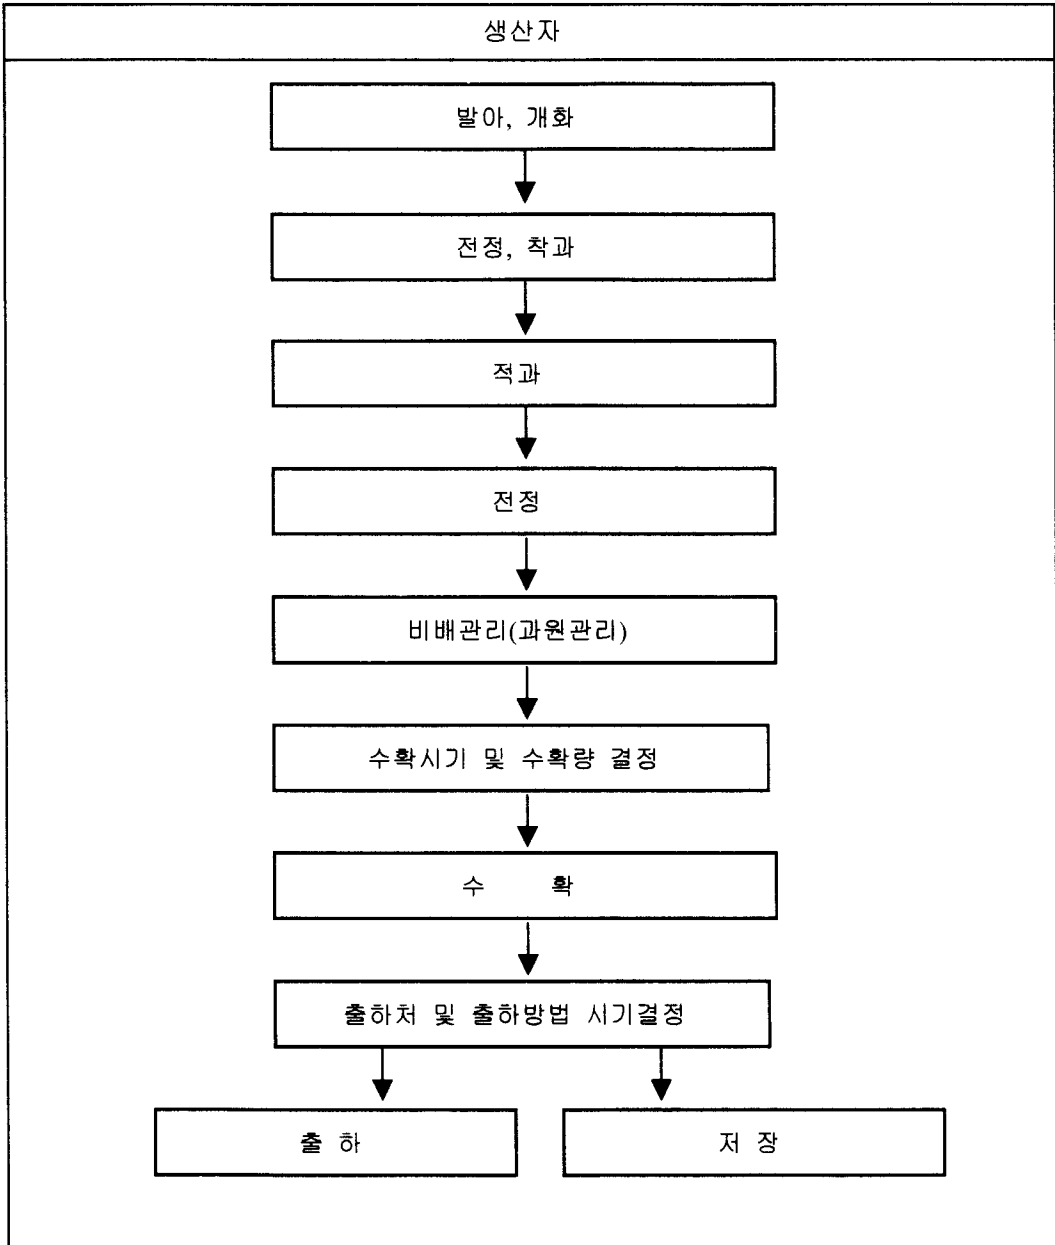 생산자
발아, 개화
전정, 착과
적과
전정
비배관리(과원관리)
수확시기 및 수확량 결정
수 확
출하처 및 출하방법 시기결정
출 하
저 장